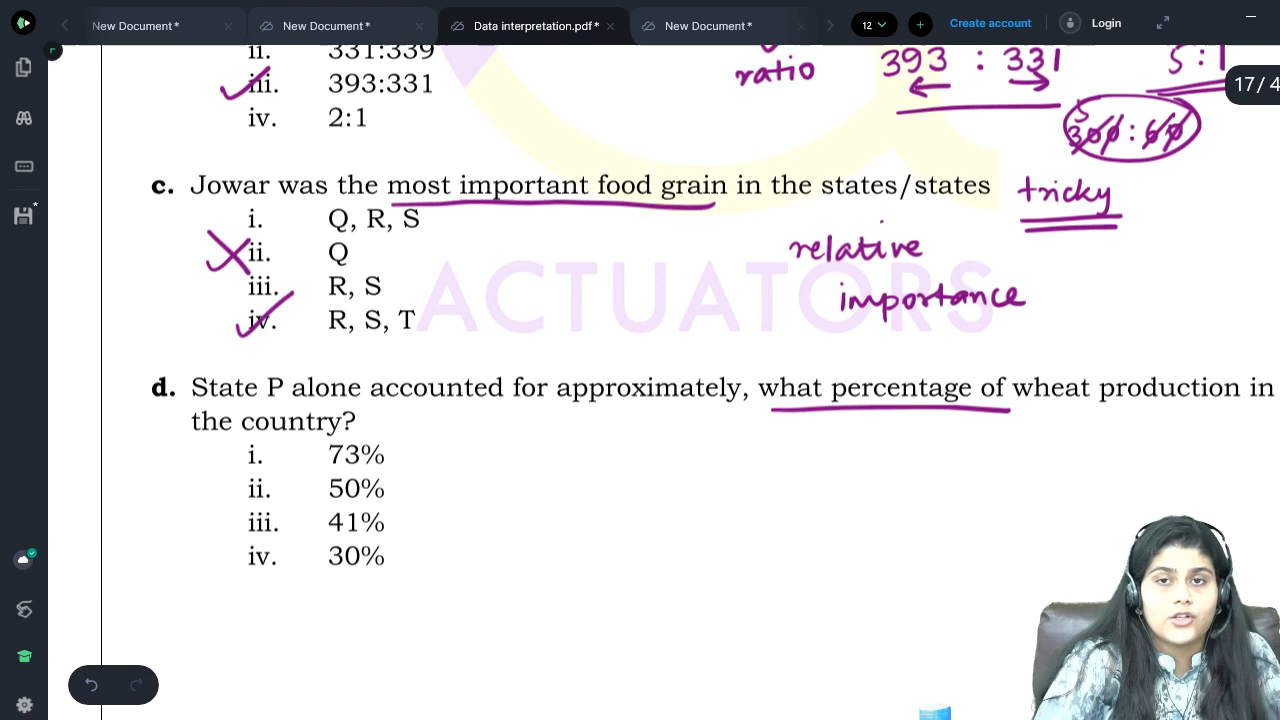 New Document*
New Document*
Data interpretation.pdf*
New Document*
12
Create account
Login
ii. 331:339
iii. 393:331
iv. 2:1
ratio 393 : 331
5 : 1
17/4
5
300 : 60
c. Jowar was the most important food grain in the states/states
tricky
i. Q, R, S
ii. Q
iii. R, S
iv. R, S, T
relative
importance
ACTUATORS
d. State P alone accounted for approximately, what percentage of wheat production in
the country?
i. 73%
ii. 50%
iii. 41%
iv. 30%